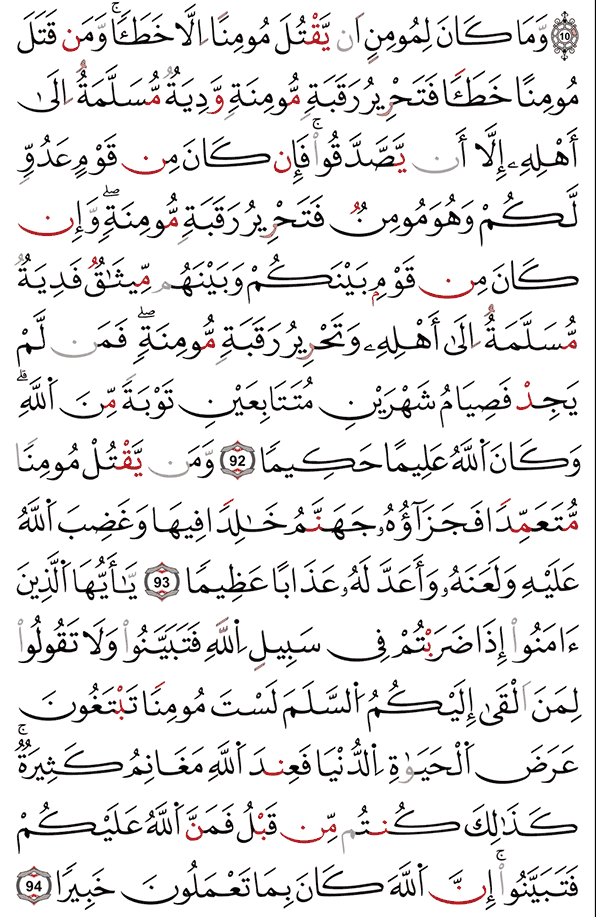 10 وَّمَا كَانَ لِمُومِنٍ اَن يَّقْتُلَ مُومِنًا اِلَّا خَطَـًٔاۚ وَّمَن قَتَلَ
مُومِنًا خَطَـًٔا فَتَحْرِيرُ رَقَبَةٍ مُّومِنَةٍ وَّدِيَةٌ مُّسَلَّمَةٌ اِلَىٰ
أَهْلِهِۦ إِلَّا أَن يَّصَّدَّقُواْۚ فَإِن كَانَ مِن قَوْمٍ عَدُوٍّ
لَّكُمْ وَهُوَ مُومِنٌ فَتَحْرِيرُ رَقَبَةٍ مُّومِنَةٍۖ وَّإِن
كَانَ مِن قَوْمِۭ بَيْنَكُمْ وَبَيْنَهُم مِّيثَٰقٌ فَدِيَةٌ
مُّسَلَّمَةٌ اِلَىٰ أَهْلِهِۦ وَتَحْرِيرُ رَقَبَةٍ مُّومِنَةٍۖ فَمَن لَّمْ
يَجِدْ فَصِيَامُ شَهْرَيْنِ مُتَتَابِعَيْنِ تَوْبَةً مِّنَ اَللَّهِۗ
وَكَانَ اَللَّهُ عَلِيمًا حَكِيمًا 92 وَّمَن يَّقْتُلْ مُومِنًا
مُّتَعَمِّدًا فَجَزَآؤُهُۥ جَهَنَّمُ خَٰلِدًا فِيهَا وَغَضِبَ اَللَّهُ
عَلَيْهِ وَلَعَنَهُۥ وَأَعَدَّ لَهُۥ عَذَابًا عَظِيمًا 93 يَٰٓأَيُّهَا اَلَّذِينَ
ءَامَنُواْ إِذَا ضَرَبْتُمْ فِي سَبِيلِ اِللَّهِ فَتَبَيَّنُواْ وَلَا تَقُولُواْ
لِمَنَ اَلْقَىٰ إِلَيْكُمُ اُلسَّلَمَ لَسْتَ مُومِنًا تَبْتَغُونَ
عَرَضَ اَلْحَيَوٰةِ اِلدُّنْيَا فَعِندَ اَللَّهِ مَغَانِمُ كَثِيرَةٌۚ
كَذَٰلِكَ كُنتُم مِّن قَبْلُ فَمَنَّ اَللَّهُ عَلَيْكُمْ
فَتَبَيَّنُواْۚ إِنَّ اَللَّهَ كَانَ بِمَا تَعْمَلُونَ خَبِيرًا 94